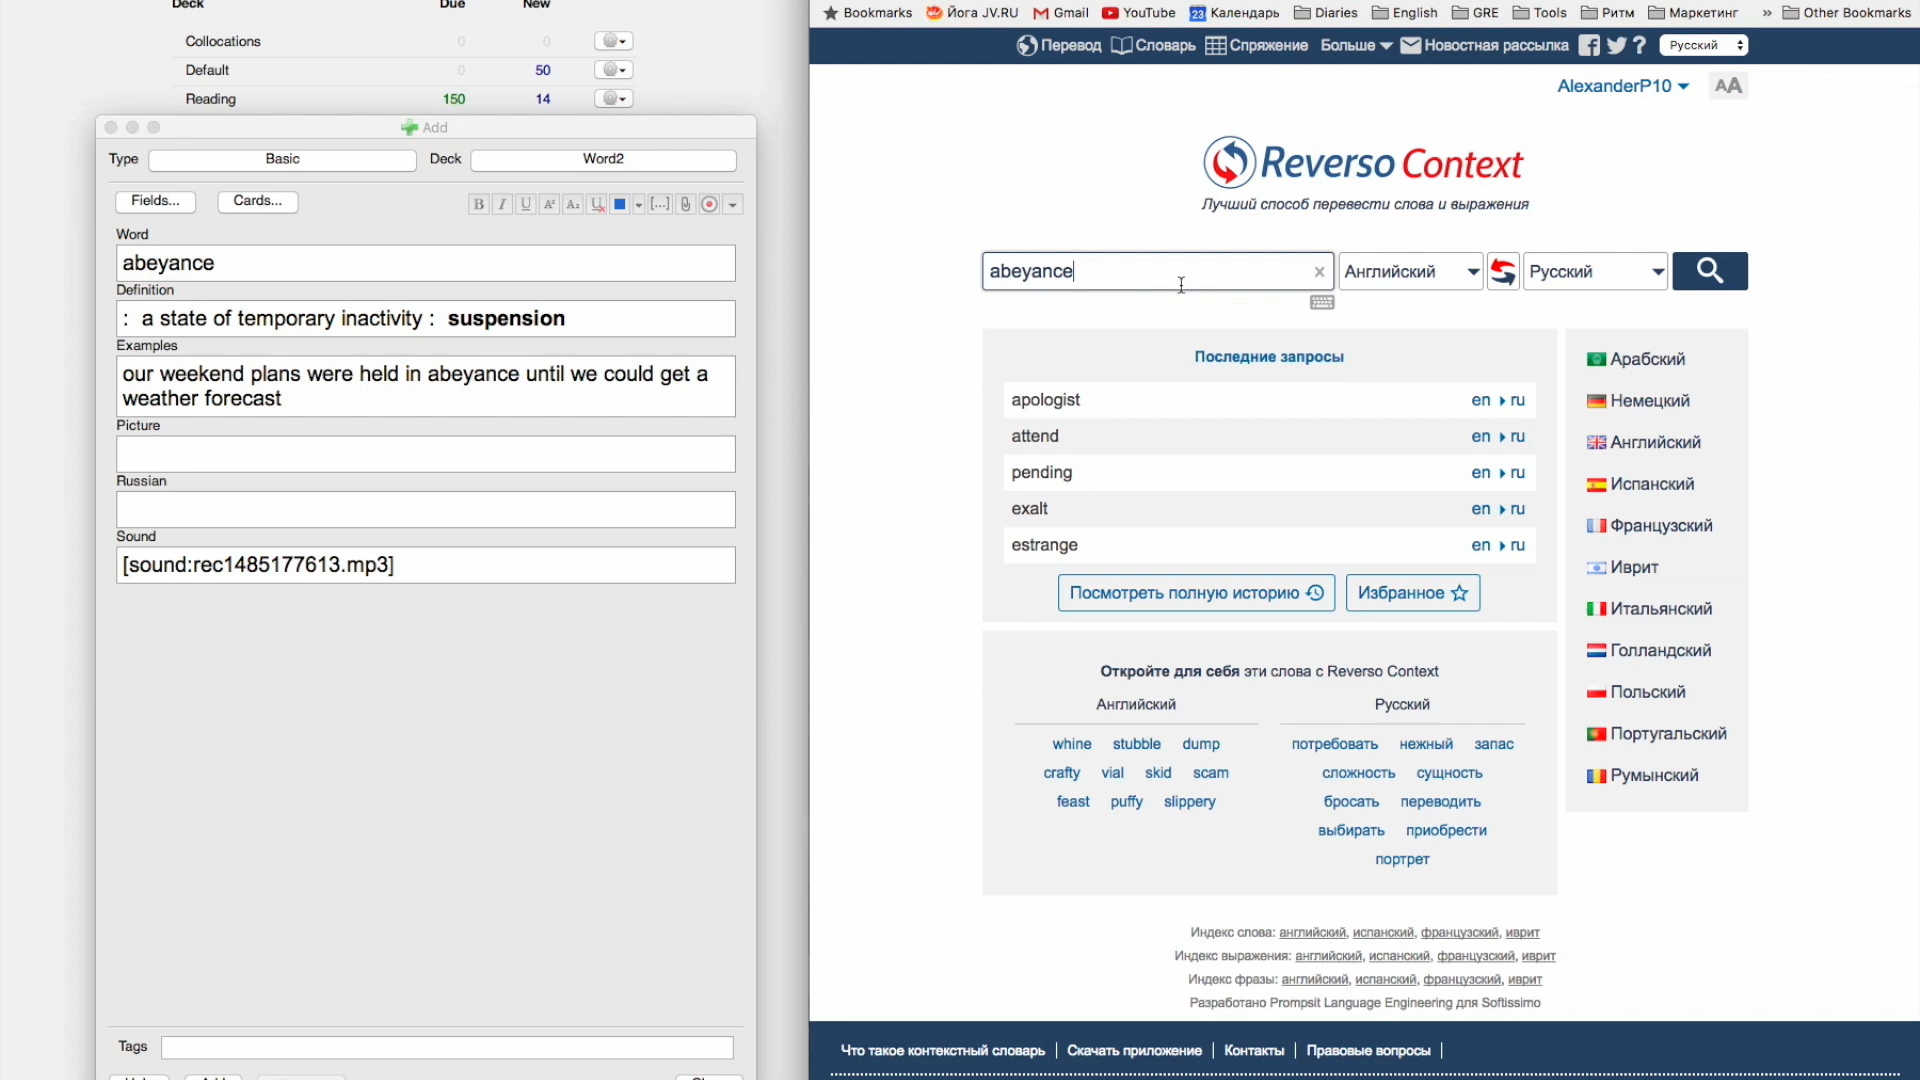 Deck Due New
Collocations 0 0
Default 0 50
Reading 150 14
Add
Type Basic Deck Word2
Fields... Cards...
B I U A² A₂ U [...]
Word
abeyance
Definition
: a state of temporary inactivity : suspension
Examples
our weekend plans were held in abeyance until we could get a
weather forecast
Picture
Russian
Sound
[sound:rec1485177613.mp3]
Tags
Bookmarks Йога JV.RU Gmail YouTube 23 Календарь Diaries English GRE Tools Ритм Маркетинг » Other Bookmarks
Перевод Словарь Спряжение Больше Новостная рассылка ? Русский
AlexanderP10 AA
Reverso Context
Лучший способ перевести слова и выражения
abeyance × Английский Русский
Последние запросы
apologist en ru
attend en ru
pending en ru
exalt en ru
estrange en ru
Посмотреть полную историю Избранное
Арабский
Немецкий
Английский
Испанский
Французский
Иврит
Итальянский
Голландский
Польский
Португальский
Румынский
Откройте для себя эти слова с Reverso Context
Английский Русский
whine stubble dump потребовать нежный запас
crafty vial skid scam сложность сущность
feast puffy slippery бросать переводить
выбирать приобрести
портрет
Индекс слова: английский, испанский, французский, иврит
Индекс выражения: английский, испанский, французский, иврит
Индекс фразы: английский, испанский, французский, иврит
Разработано Prompsit Language Engineering для Softissimo
Что такое контекстный словарь Скачать приложение Контакты Правовые вопросы